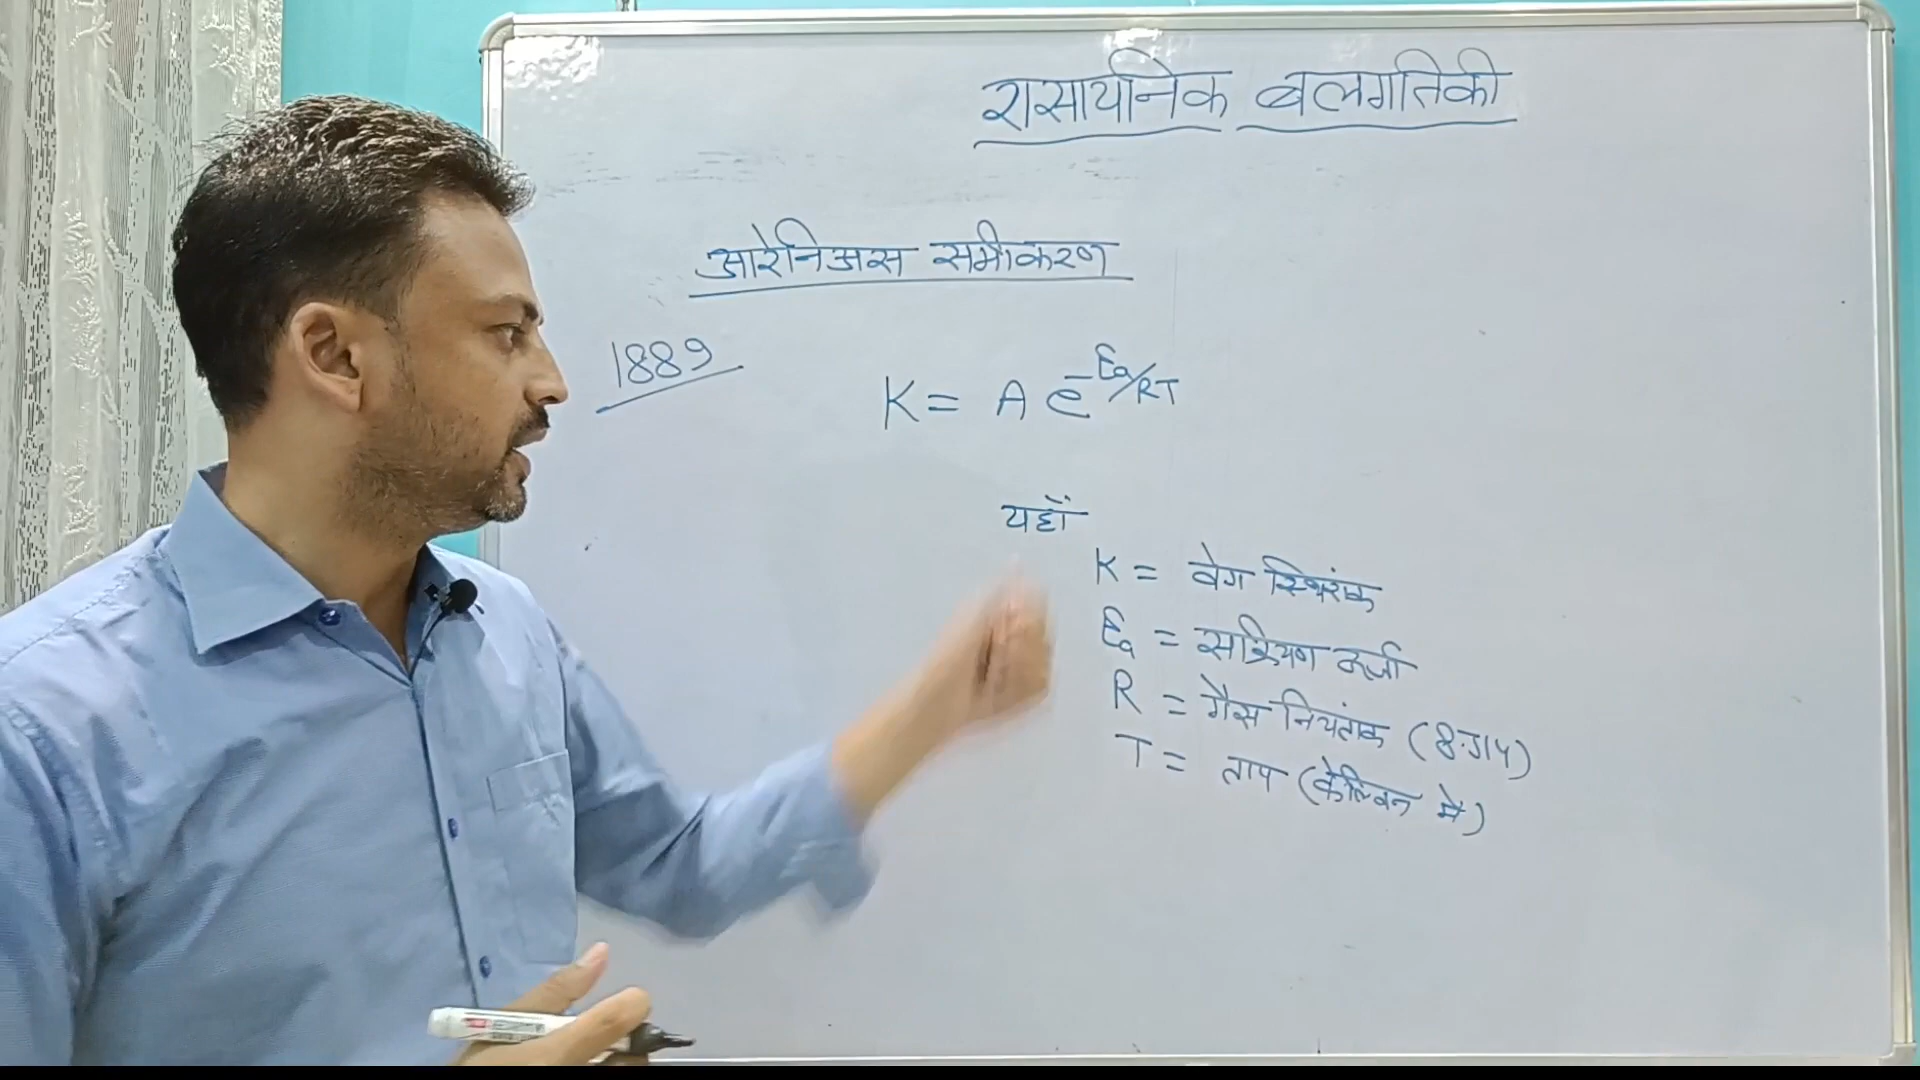 रासायनिक बलगतिकी
आरेनिअस समीकरण
1889
K = A e^-Ea/RT
यहाँ
K = वेग स्थिरांक
Ea = सक्रियण ऊर्जा
R = गैस नियतांक (8.314)
T = ताप (केल्विन में)